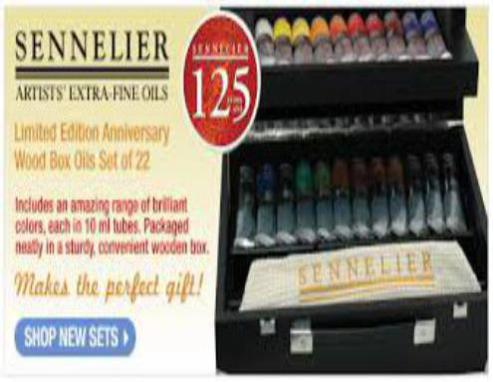 SENNELIER
ARTISTS' EXTRA-FINE OILS
Limited Edition Anniversary
Wood Box Oils Set of 22
Includes an amazing range of brilliant
colors, each in 10 ml tubes. Packaged
neatly in a sturdy, convenient wooden box.
Makes the perfect gift!
SHOP NEW SETS
SENNELIER
125
SENNELIER